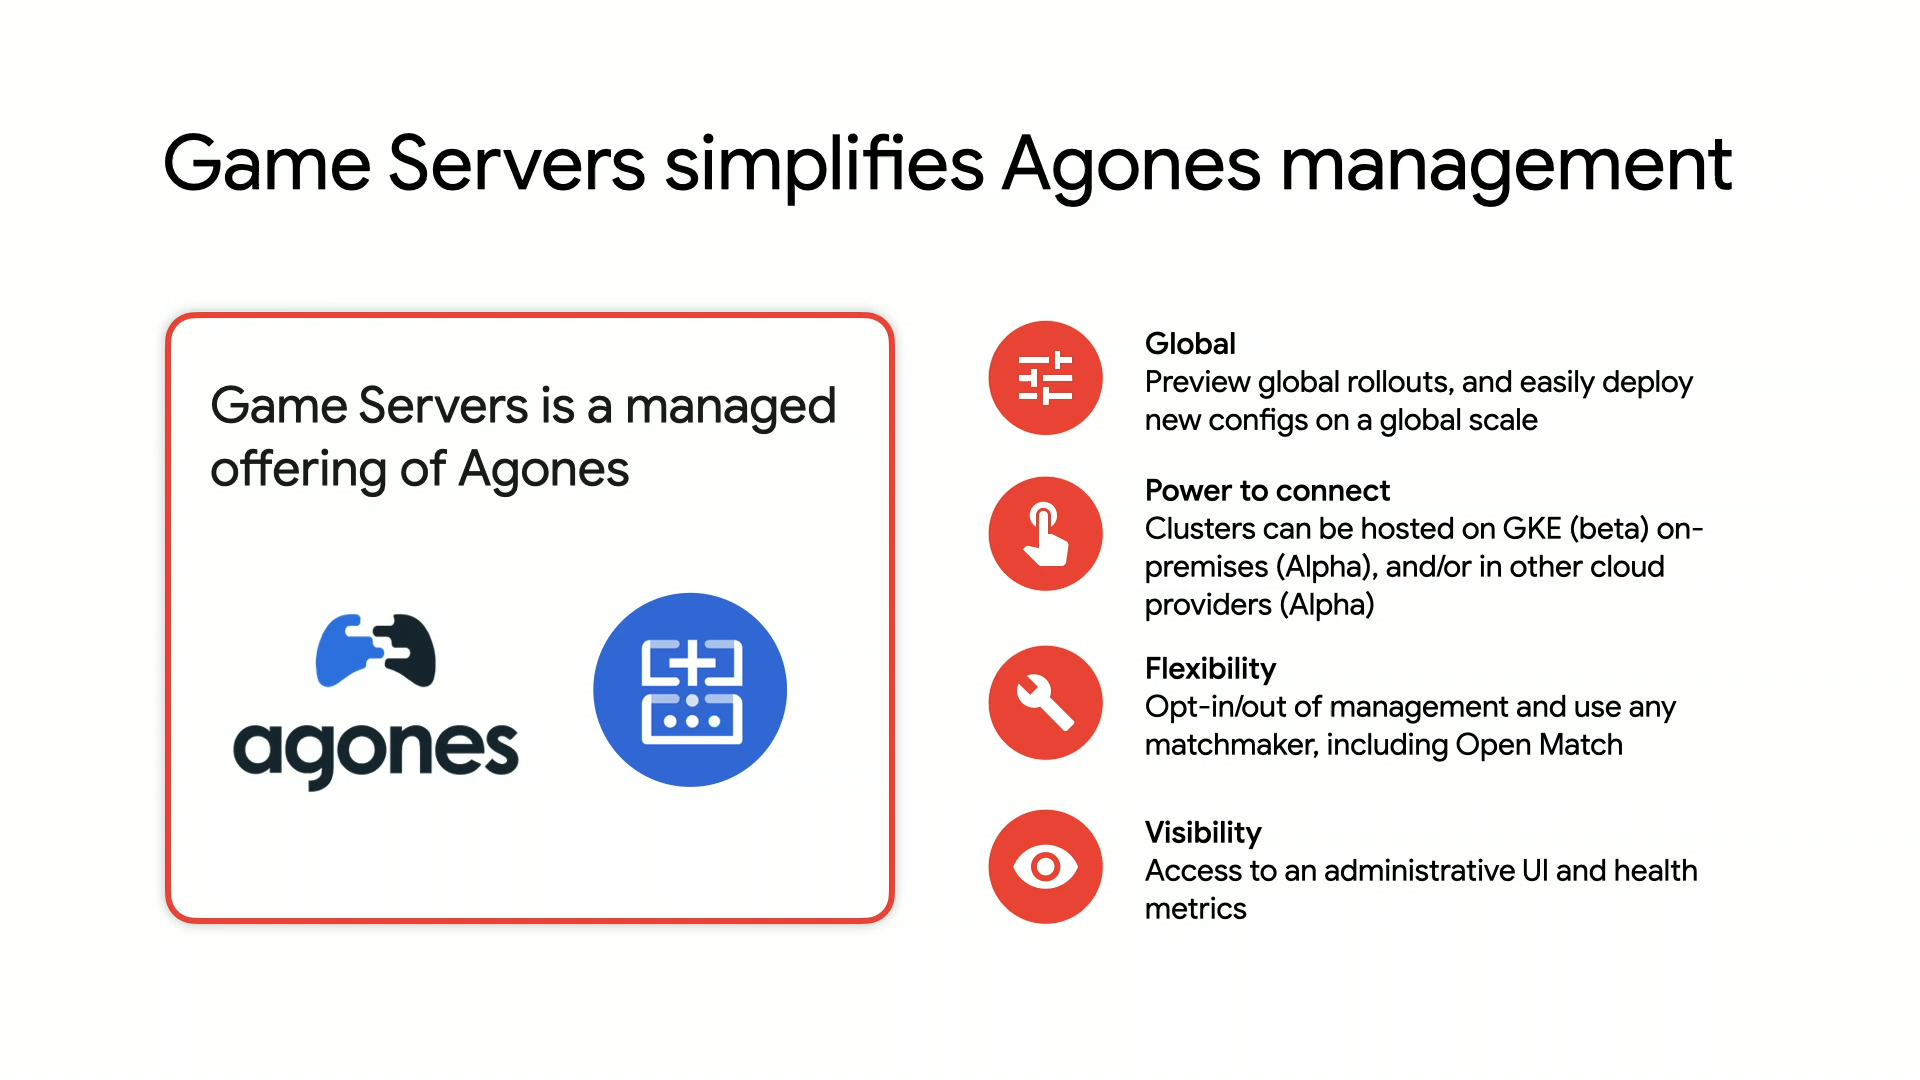 Game Servers simplifies Agones management
Game Servers is a managed
offering of Agones
agones
Global
Preview global rollouts, and easily deploy
new configs on a global scale
Power to connect
Clusters can be hosted on GKE (beta) on-
premises (Alpha), and/or in other cloud
providers (Alpha)
Flexibility
Opt-in/out of management and use any
matchmaker, including Open Match
Visibility
Access to an administrative UI and health
metrics